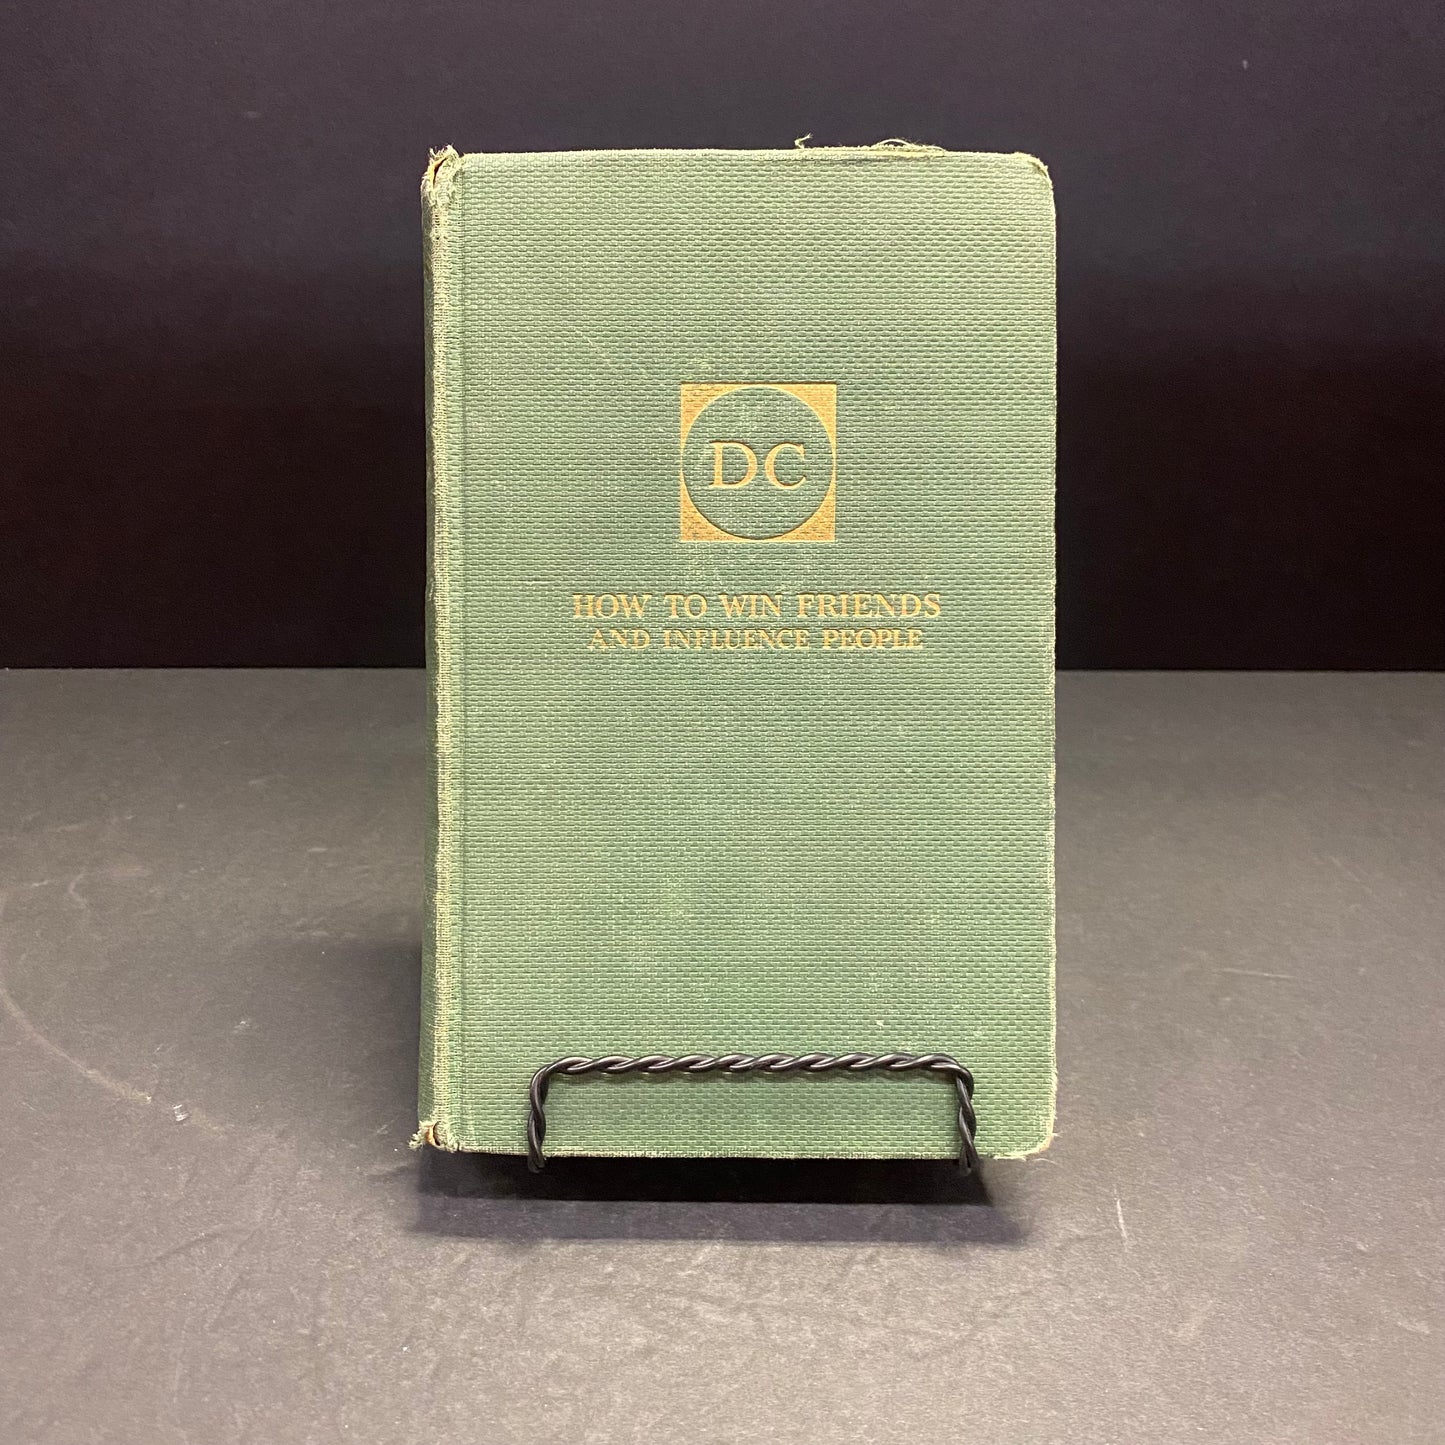 DC
HOW TO WIN FRIENDS
AND INFLUENCE PEOPLE